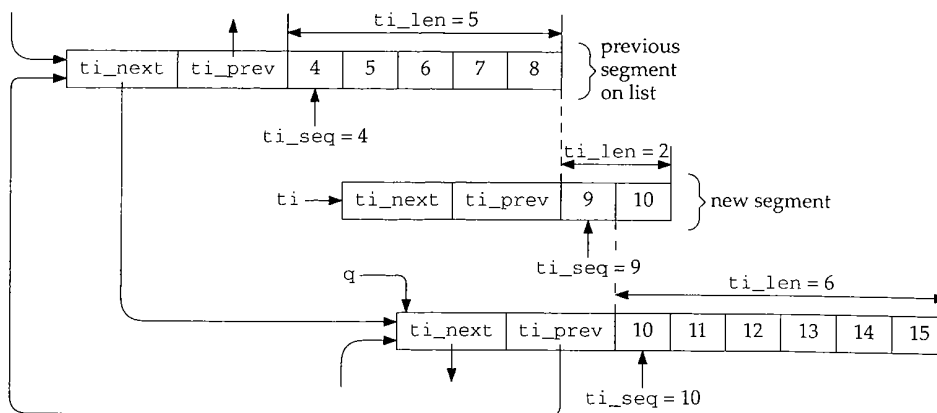 ti_len = 5
ti_next ti_prev 4 5 6 7 8
previous
segment
on list
ti_seq = 4
ti_len = 2
ti ti_next ti_prev 9 10 new segment
ti_seq = 9
q
ti_len = 6
ti_next ti_prev 10 11 12 13 14 15
ti_seq = 10